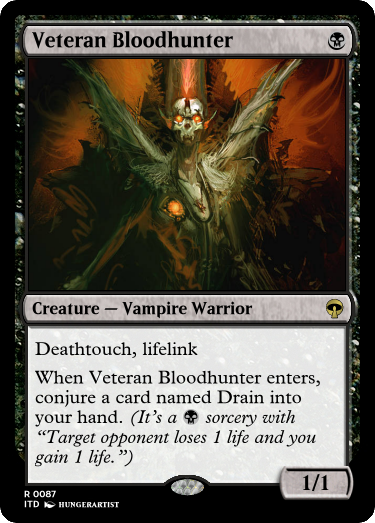 Veteran Bloodhunter
Creature — Vampire Warrior
Deathtouch, lifelink
When Veteran Bloodhunter enters,
conjure a card named Drain into
your hand. (It's a sorcery with
“Target opponent loses 1 life and you
gain 1 life.”)
1/1
R 0087
ITD HUNGERARTIST